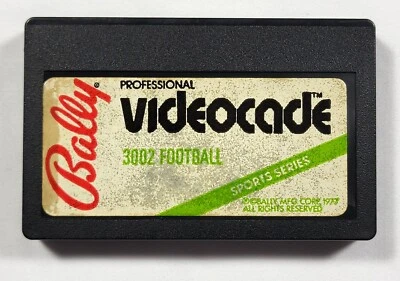 Bally®
PROFESSIONAL
videocade™
3002 FOOTBALL
SPORTS SERIES
©BALLY MFG CORP. 1977
ALL RIGHTS RESERVED